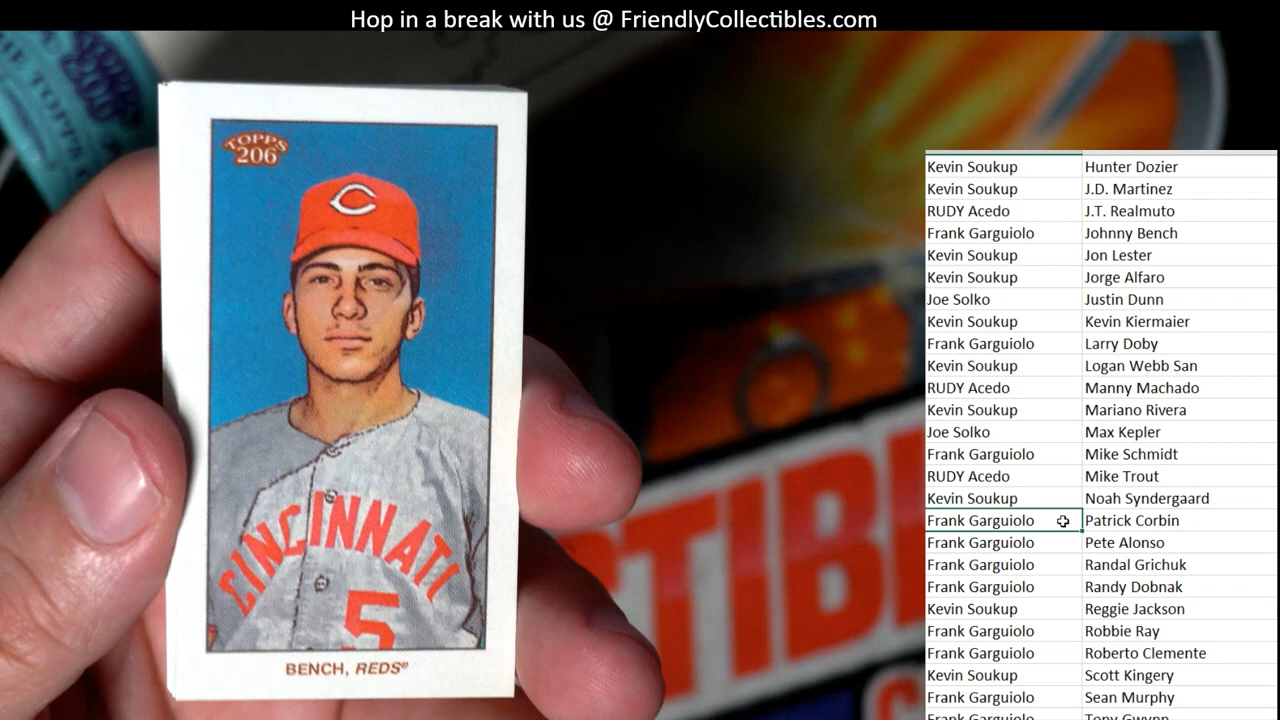 Hop in a break with us @ FriendlyCollectibles.com
TOPPS
206
CINCINNATI
5
BENCH, REDS®
Kevin Soukup Hunter Dozier
Kevin Soukup J.D. Martinez
RUDY Acedo J.T. Realmuto
Frank Garguiolo Johnny Bench
Kevin Soukup Jon Lester
Kevin Soukup Jorge Alfaro
Joe Solko Justin Dunn
Kevin Soukup Kevin Kiermaier
Frank Garguiolo Larry Doby
Kevin Soukup Logan Webb San
RUDY Acedo Manny Machado
Kevin Soukup Mariano Rivera
Joe Solko Max Kepler
Frank Garguiolo Mike Schmidt
RUDY Acedo Mike Trout
Kevin Soukup Noah Syndergaard
Frank Garguiolo Patrick Corbin
Frank Garguiolo Pete Alonso
Frank Garguiolo Randal Grichuk
Frank Garguiolo Randy Dobnak
Kevin Soukup Reggie Jackson
Frank Garguiolo Robbie Ray
Frank Garguiolo Roberto Clemente
Kevin Soukup Scott Kingery
Frank Garguiolo Sean Murphy